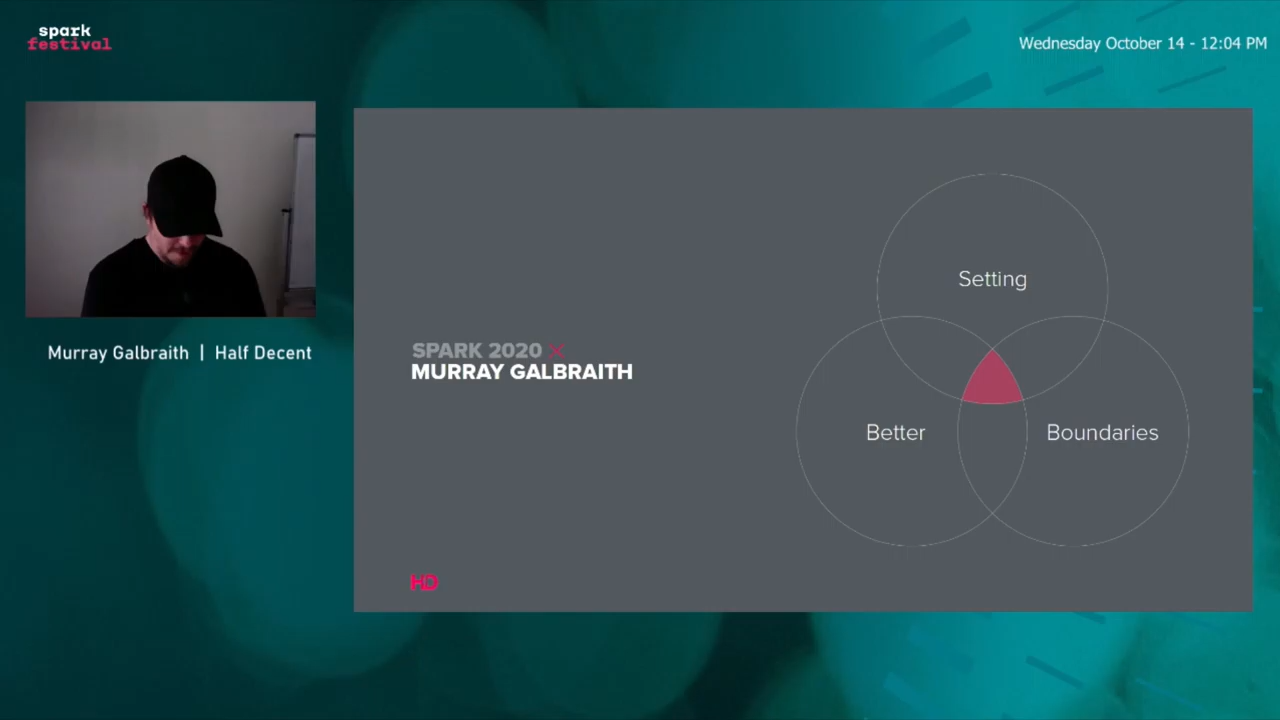 spark
festival
Wednesday October 14 - 12:04 PM
Murray Galbraith | Half Decent
SPARK 2020 ×
MURRAY GALBRAITH
Setting
Better
Boundaries
HD